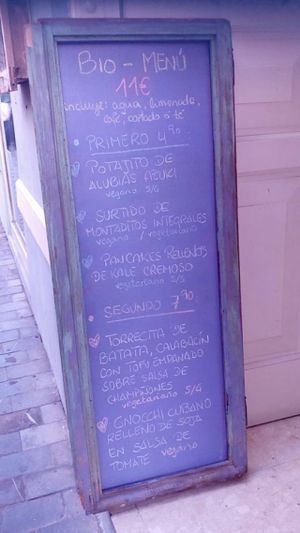 BIO - MENÚ
11€
incluye: agua, limonada,
café, cortado o té
PRIMERO 4'90
POTAJITO DE
ALUBIAS AZUKI
vegano S/G
SURTIDO DE
MONTADITOS INTEGRALES
vegano / vegetariano
PANCAKES RELLENOS
DE KALE CREMOSO
vegetariano S/G
SEGUNDO 7'90
TORRECITA DE
BATATA, CALABACÍN
CON TOFU EMPANADO
SOBRE SALSA DE
CHAMPIÑONES
vegetariano S/G
GNOCCHI CUBANO
RELLENO DE SOJA
EN SALSA DE
TOMATE vegano